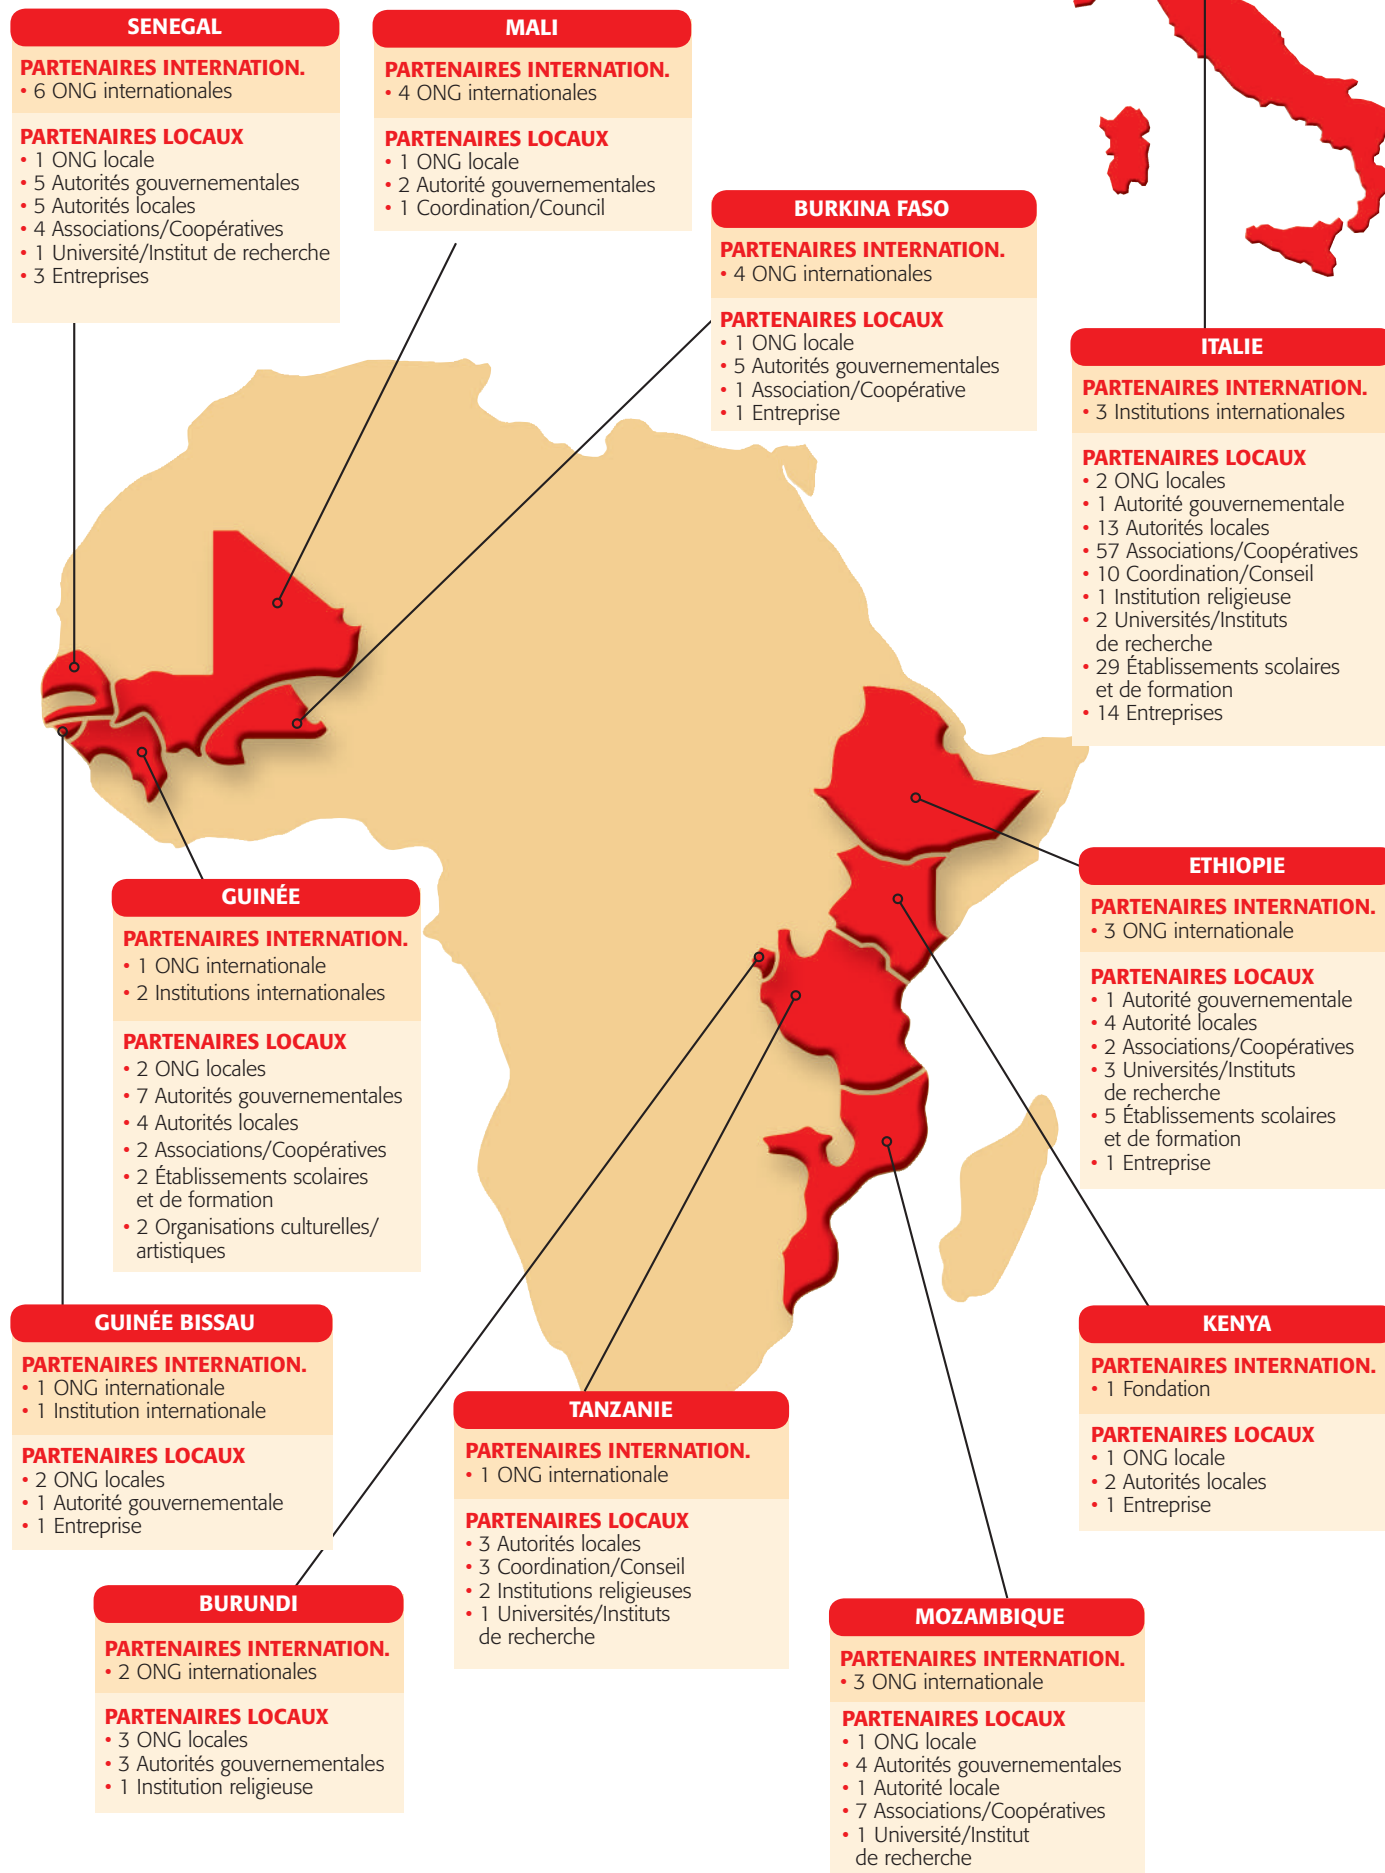 SENEGAL
PARTENAIRES INTERNATION.
• 6 ONG internationales
PARTENAIRES LOCAUX
• 1 ONG locale
• 5 Autorités gouvernementales
• 5 Autorités locales
• 4 Associations/Coopératives
• 1 Université/Institut de recherche
• 3 Entreprises
MALI
PARTENAIRES INTERNATION.
• 4 ONG internationales
PARTENAIRES LOCAUX
• 1 ONG locale
• 2 Autorité gouvernementales
• 1 Coordination/Council
BURKINA FASO
PARTENAIRES INTERNATION.
• 4 ONG internationales
PARTENAIRES LOCAUX
• 1 ONG locale
• 5 Autorités gouvernementales
• 1 Association/Coopérative
• 1 Entreprise
ITALIE
PARTENAIRES INTERNATION.
• 3 Institutions internationales
PARTENAIRES LOCAUX
• 2 ONG locales
• 1 Autorité gouvernementale
• 13 Autorités locales
• 57 Associations/Coopératives
• 10 Coordination/Conseil
• 1 Institution religieuse
• 2 Universités/Instituts
de recherche
• 29 Établissements scolaires
et de formation
• 14 Entreprises
GUINÉE
PARTENAIRES INTERNATION.
• 1 ONG internationale
• 2 Institutions internationales
PARTENAIRES LOCAUX
• 2 ONG locales
• 7 Autorités gouvernementales
• 4 Autorités locales
• 2 Associations/Coopératives
• 2 Établissements scolaires
et de formation
• 2 Organisations culturelles/
artistiques
ETHIOPIE
PARTENAIRES INTERNATION.
• 3 ONG internationale
PARTENAIRES LOCAUX
• 1 Autorité gouvernementale
• 4 Autorité locales
• 2 Associations/Coopératives
• 3 Universités/Instituts
de recherche
• 5 Établissements scolaires
et de formation
• 1 Entreprise
GUINÉE BISSAU
PARTENAIRES INTERNATION.
• 1 ONG internationale
• 1 Institution internationale
PARTENAIRES LOCAUX
• 2 ONG locales
• 1 Autorité gouvernementale
• 1 Entreprise
KENYA
PARTENAIRES INTERNATION.
• 1 Fondation
PARTENAIRES LOCAUX
• 1 ONG locale
• 2 Autorités locales
• 1 Entreprise
TANZANIE
PARTENAIRES INTERNATION.
• 1 ONG internationale
PARTENAIRES LOCAUX
• 3 Autorités locales
• 3 Coordination/Conseil
• 2 Institutions religieuses
• 1 Universités/Instituts
de recherche
BURUNDI
PARTENAIRES INTERNATION.
• 2 ONG internationales
PARTENAIRES LOCAUX
• 3 ONG locales
• 3 Autorités gouvernementales
• 1 Institution religieuse
MOZAMBIQUE
PARTENAIRES INTERNATION.
• 3 ONG internationale
PARTENAIRES LOCAUX
• 1 ONG locale
• 4 Autorités gouvernementales
• 1 Autorité locale
• 7 Associations/Coopératives
• 1 Université/Institut
de recherche